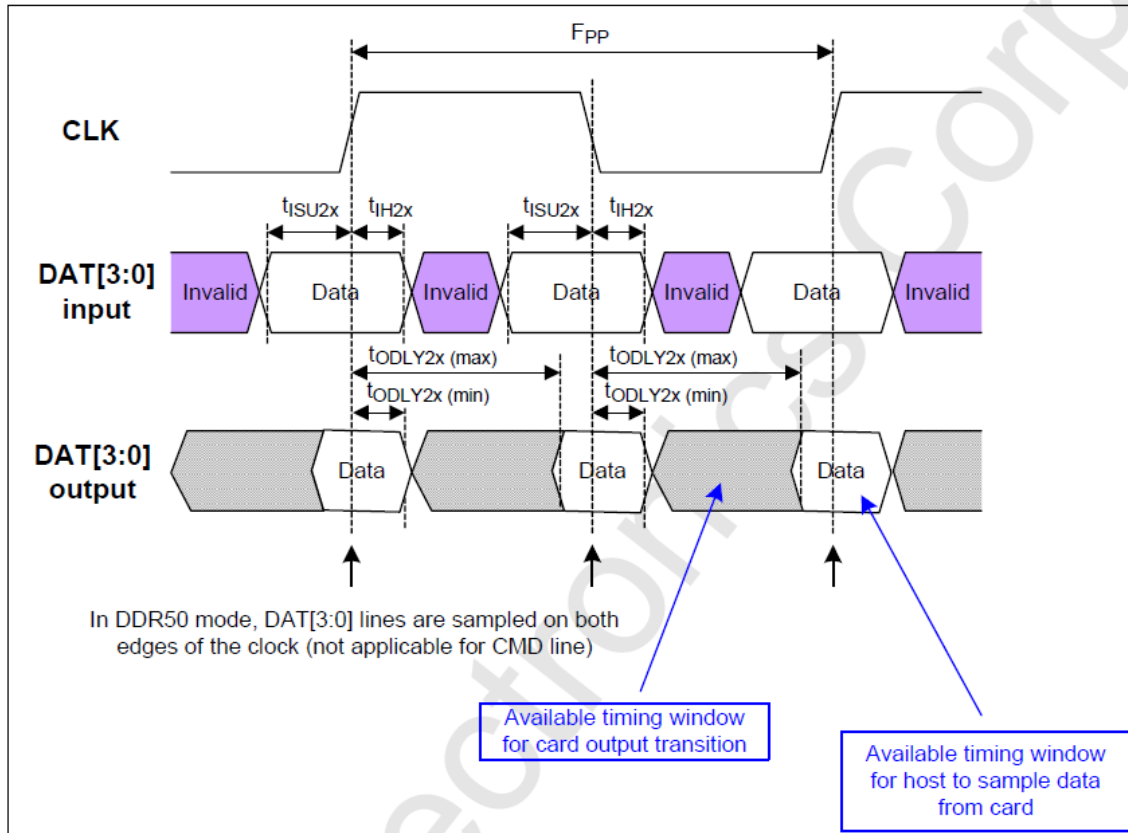 FPP
CLK
tISU2x
tIH2x
tISU2x
tIH2x
DAT[3:0]
input
Invalid
Data
Invalid
Data
Invalid
Data
Invalid
tODLY2x (max)
tODLY2x (max)
tODLY2x (min)
tODLY2x (min)
DAT[3:0]
output
Data
Data
Data
In DDR50 mode, DAT[3:0] lines are sampled on both
edges of the clock (not applicable for CMD line)
Available timing window
for card output transition
Available timing window
for host to sample data
from card